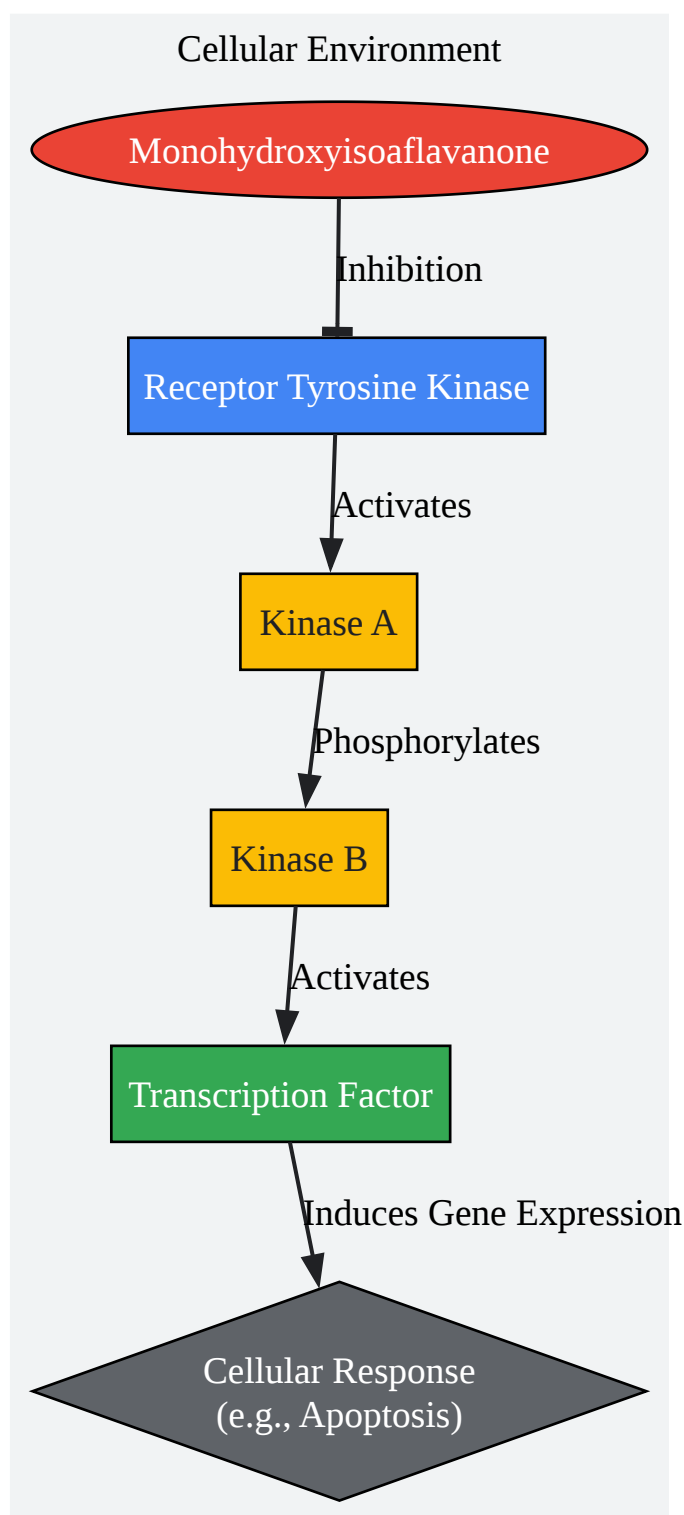 Cellular Environment
Monohydroxyisoaflavanone
Inhibition
Receptor Tyrosine Kinase
Activates
Kinase A
Phosphorylates
Kinase B
Activates
Transcription Factor
Induces Gene Expression
Cellular Response
(e.g., Apoptosis)